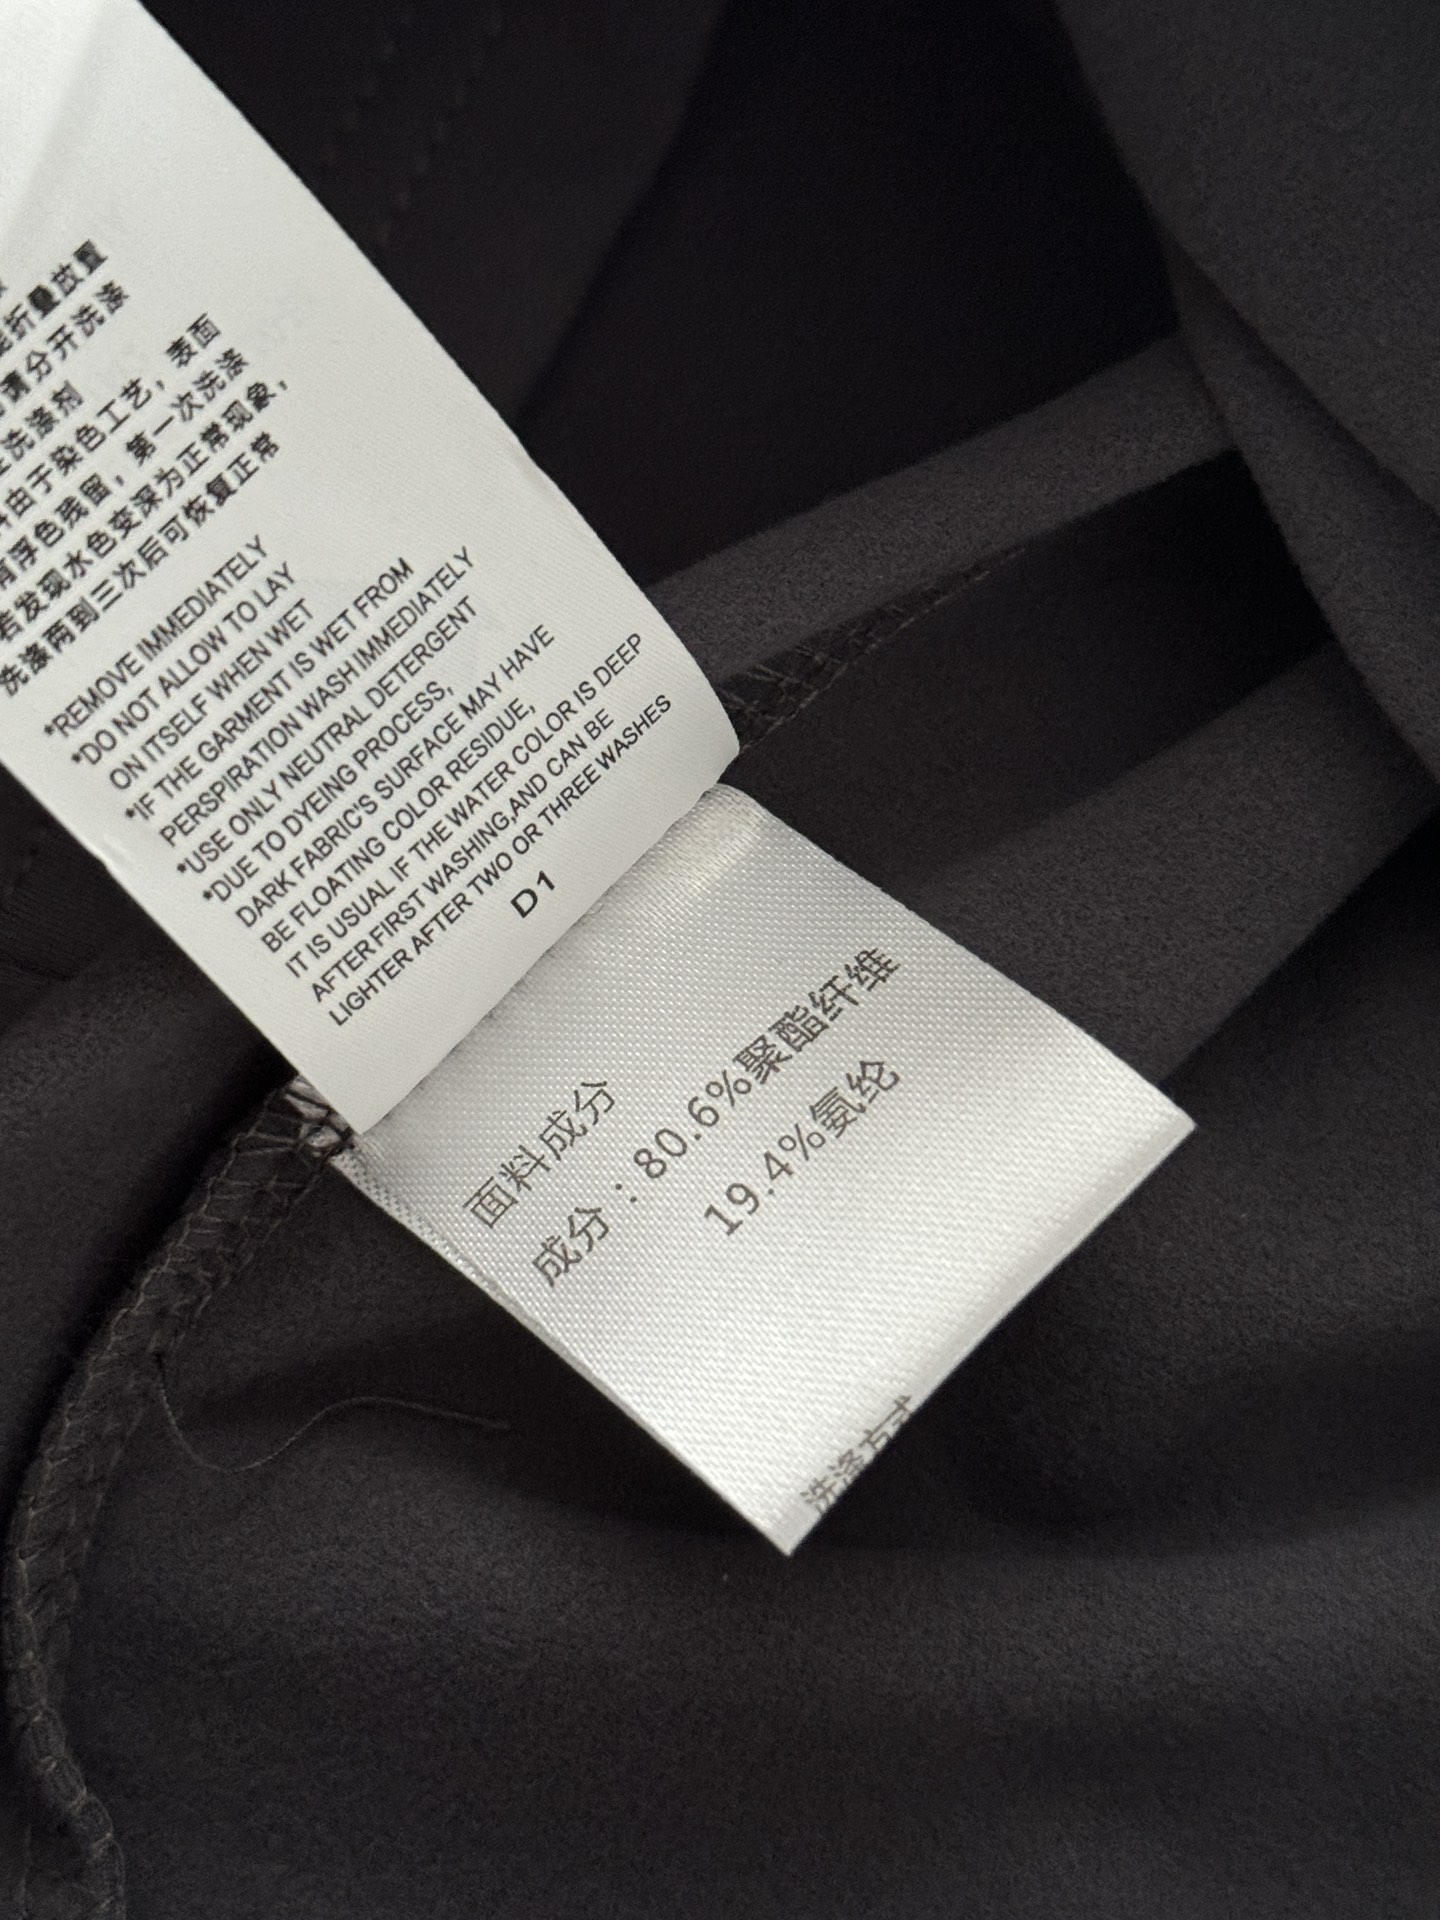 折叠放置
请分开洗涤
洗涤剂
由于染色工艺，表面
浮色残留，第一次洗涤
若发现水色变深为正常现象，
洗涤两到三次后可恢复正常
*REMOVE IMMEDIATELY
*DO NOT ALLOW TO LAY
ON ITSELF WHEN WET
*IF THE GARMENT IS WET FROM
PERSPIRATION WASH IMMEDIATELY
*USE ONLY NEUTRAL DETERGENT
*DUE TO DYEING PROCESS,
DARK FABRIC'S SURFACE MAY HAVE
BE FLOATING COLOR RESIDUE,
IT IS USUAL IF THE WATER COLOR IS DEEP
AFTER FIRST WASHING,AND CAN BE
LIGHTER AFTER TWO OR THREE WASHES
D1
面料成分
成分：80.6%聚酯纤维
19.4%氨纶
洗涤方式